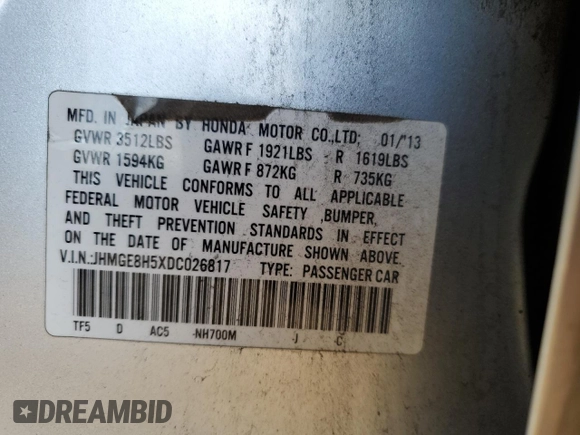 MFD. IN JAPAN BY HONDA MOTOR CO.,LTD. 01/'13
GVWR 3512LBS GAWR F 1921LBS R 1619LBS
GVWR 1594KG GAWR F 872KG R 735KG
THIS VEHICLE CONFORMS TO ALL APPLICABLE
FEDERAL MOTOR VEHICLE SAFETY ,BUMPER,
AND THEFT PREVENTION STANDARDS IN EFFECT
ON THE DATE OF MANUFACTURE SHOWN ABOVE.
V.I.N.:JHMGE8H5XDC026817 TYPE: PASSENGER CAR
TF5 D AC5 -NH700M -J -C
DREAMBID